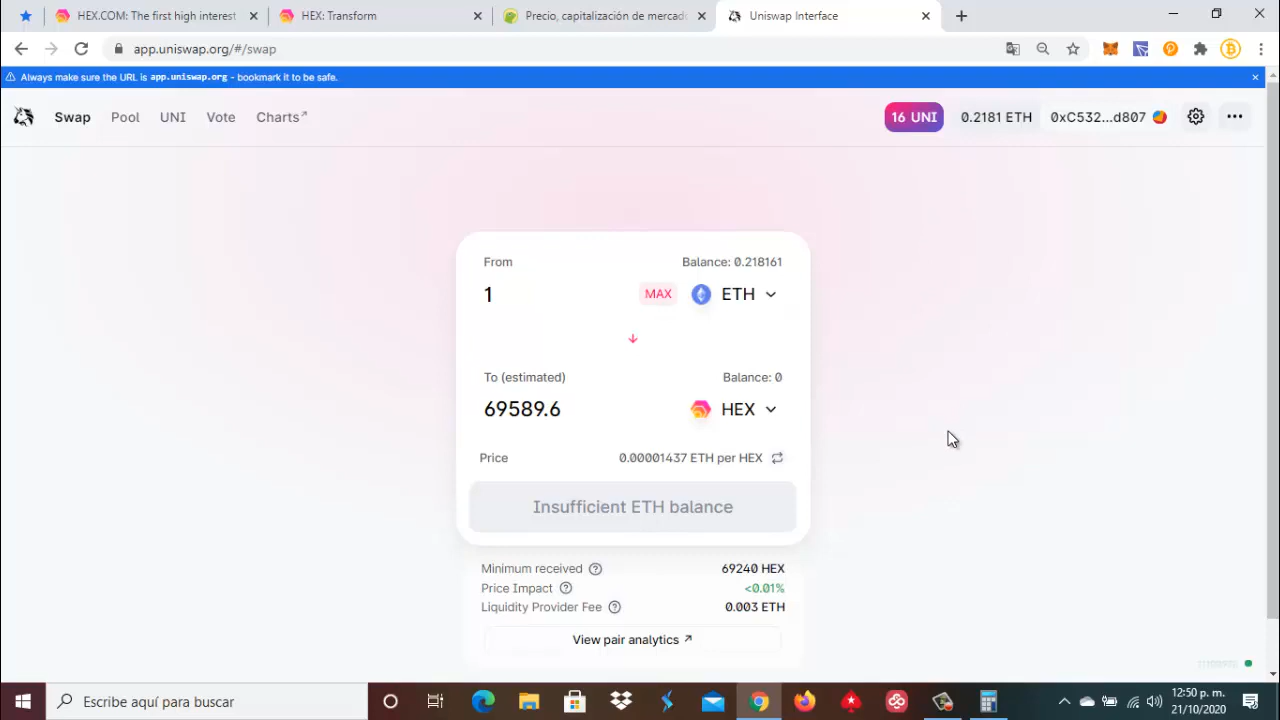 HEX.COM: The first high interest
HEX: Transform
Precio, capitalización de mercado
Uniswap Interface
app.uniswap.org/#/swap
Always make sure the URL is app.uniswap.org - bookmark it to be safe.
Swap
Pool
UNI
Vote
Charts↗
16 UNI
0.2181 ETH
0xC532...d807
From
Balance: 0.218161
1
MAX
ETH
To (estimated)
Balance: 0
69589.6
HEX
Price
0.00001437 ETH per HEX
Insufficient ETH balance
Minimum received
69240 HEX
Price Impact
<0.01%
Liquidity Provider Fee
0.003 ETH
View pair analytics ↗
Escribe aquí para buscar
12:50 p. m.
21/10/2020